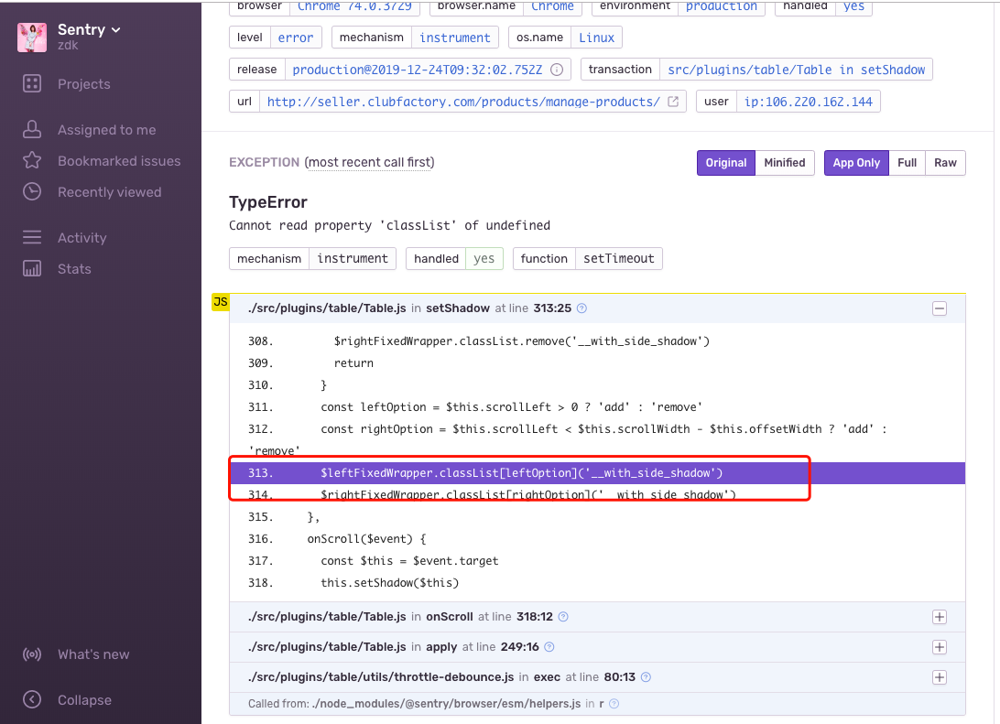 Sentry
zdk
Projects
Assigned to me
Bookmarked issues
Recently viewed
Activity
Stats
What's new
Collapse
browser Chrome 74.0.3729 browser.name Chrome environment production handled yes
level error mechanism instrument os.name Linux
release production@2019-12-24T09:32:02.752Z transaction src/plugins/table/Table in setShadow
url http://seller.clubfactory.com/products/manage-products/ user ip:106.220.162.144
EXCEPTION (most recent call first) Original Minified App Only Full Raw
TypeError
Cannot read property 'classList' of undefined
mechanism instrument handled yes function setTimeout
JS ./src/plugins/table/Table.js in setShadow at line 313:25
308. $rightFixedWrapper.classList.remove('__with_side_shadow')
309. return
310. }
311. const leftOption = $this.scrollLeft > 0 ? 'add' : 'remove'
312. const rightOption = $this.scrollLeft < $this.scrollWidth - $this.offsetWidth ? 'add' :
'remove'
313. $leftFixedWrapper.classList[leftOption]('__with_side_shadow')
314. $rightFixedWrapper.classList[rightOption]('__with_side_shadow')
315. },
316. onScroll($event) {
317. const $this = $event.target
318. this.setShadow($this)
./src/plugins/table/Table.js in onScroll at line 318:12
./src/plugins/table/Table.js in apply at line 249:16
./src/plugins/table/utils/throttle-debounce.js in exec at line 80:13
Called from: ./node_modules/@sentry/browser/esm/helpers.js in r